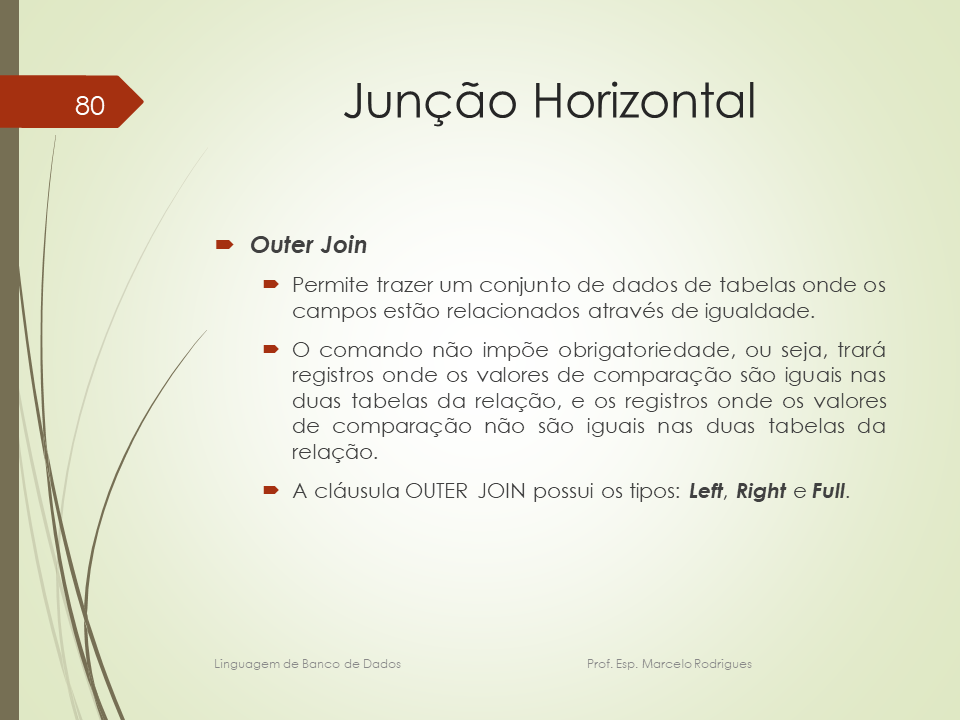 80
Junção Horizontal
Outer Join
Permite trazer um conjunto de dados de tabelas onde os
campos estão relacionados através de igualdade.
O comando não impõe obrigatoriedade, ou seja, trará
registros onde os valores de comparação são iguais nas
duas tabelas da relação, e os registros onde os valores
de comparação não são iguais nas duas tabelas da
relação.
A cláusula OUTER JOIN possui os tipos: Left, Right e Full.
Linguagem de Banco de Dados Prof. Esp. Marcelo Rodrigues